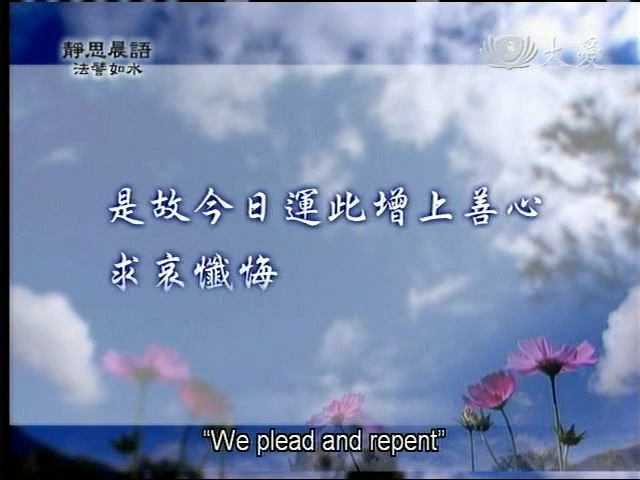 靜思晨語
法譬如水
大愛
是故今日運此增上善心
求哀懺悔
“We plead and repent”